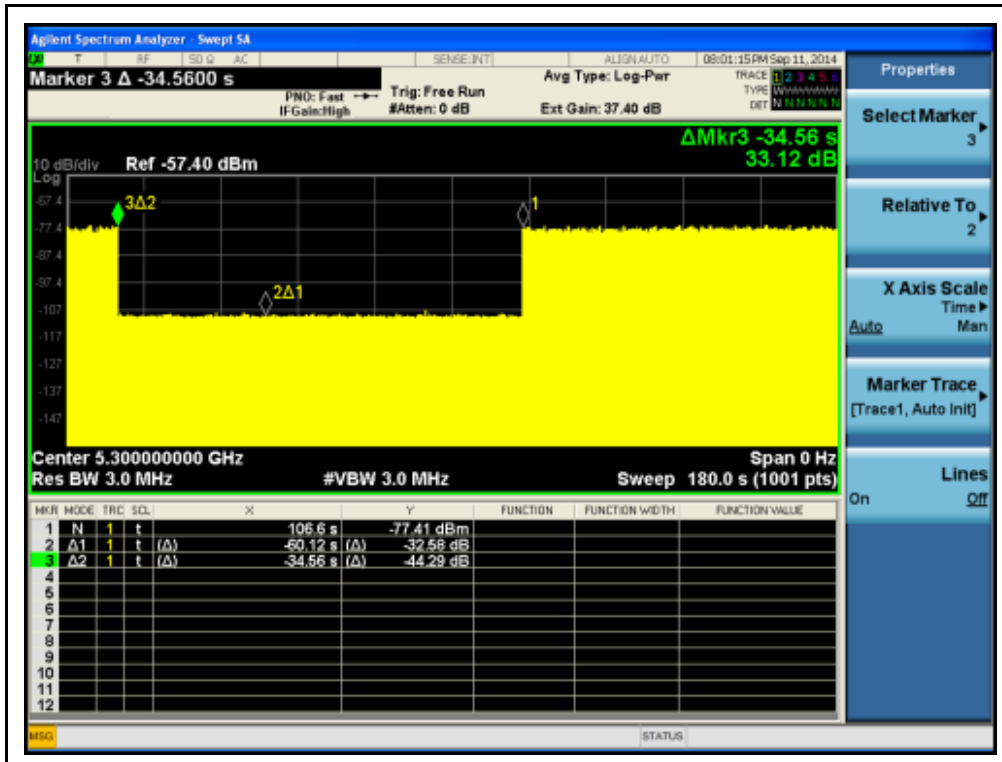 Agilent Spectrum Analyzer - Swept SA
T RF 50 Ω AC SENSE:INT ALIGN AUTO 08:01:15 PM Sep 11, 2014
Marker 3 Δ -34.5600 s
PNO: Fast
IFGain:High
Trig: Free Run
#Atten: 0 dB
Avg Type: Log-Pwr
Ext Gain: 37.40 dB
TRACE 1 2 3 4 5 6
TYPE
DET N N N N N N
ΔMkr3 -34.56 s
33.12 dB
10 dB/div Ref -57.40 dBm
Log
-67.4
-77.4
-87.4
-97.4
-107
-117
-127
-137
-147
3Δ2
1
2Δ1
Center 5.300000000 GHz Span 0 Hz
Res BW 3.0 MHz #VBW 3.0 MHz Sweep 180.0 s (1001 pts)
MKR MODE TRC SCL X Y FUNCTION FUNCTION WIDTH FUNCTION VALUE
1 N 1 t 106.6 s -77.41 dBm
2 Δ1 1 t (Δ) -60.12 s (Δ) -32.58 dB
3 Δ2 1 t (Δ) -34.56 s (Δ) -44.29 dB
4
5
6
7
8
9
10
11
12
MSG STATUS
Properties
Select Marker
3
Relative To
2
X Axis Scale
Time
Auto Man
Marker Trace
[Trace1, Auto Init]
Lines
On Off